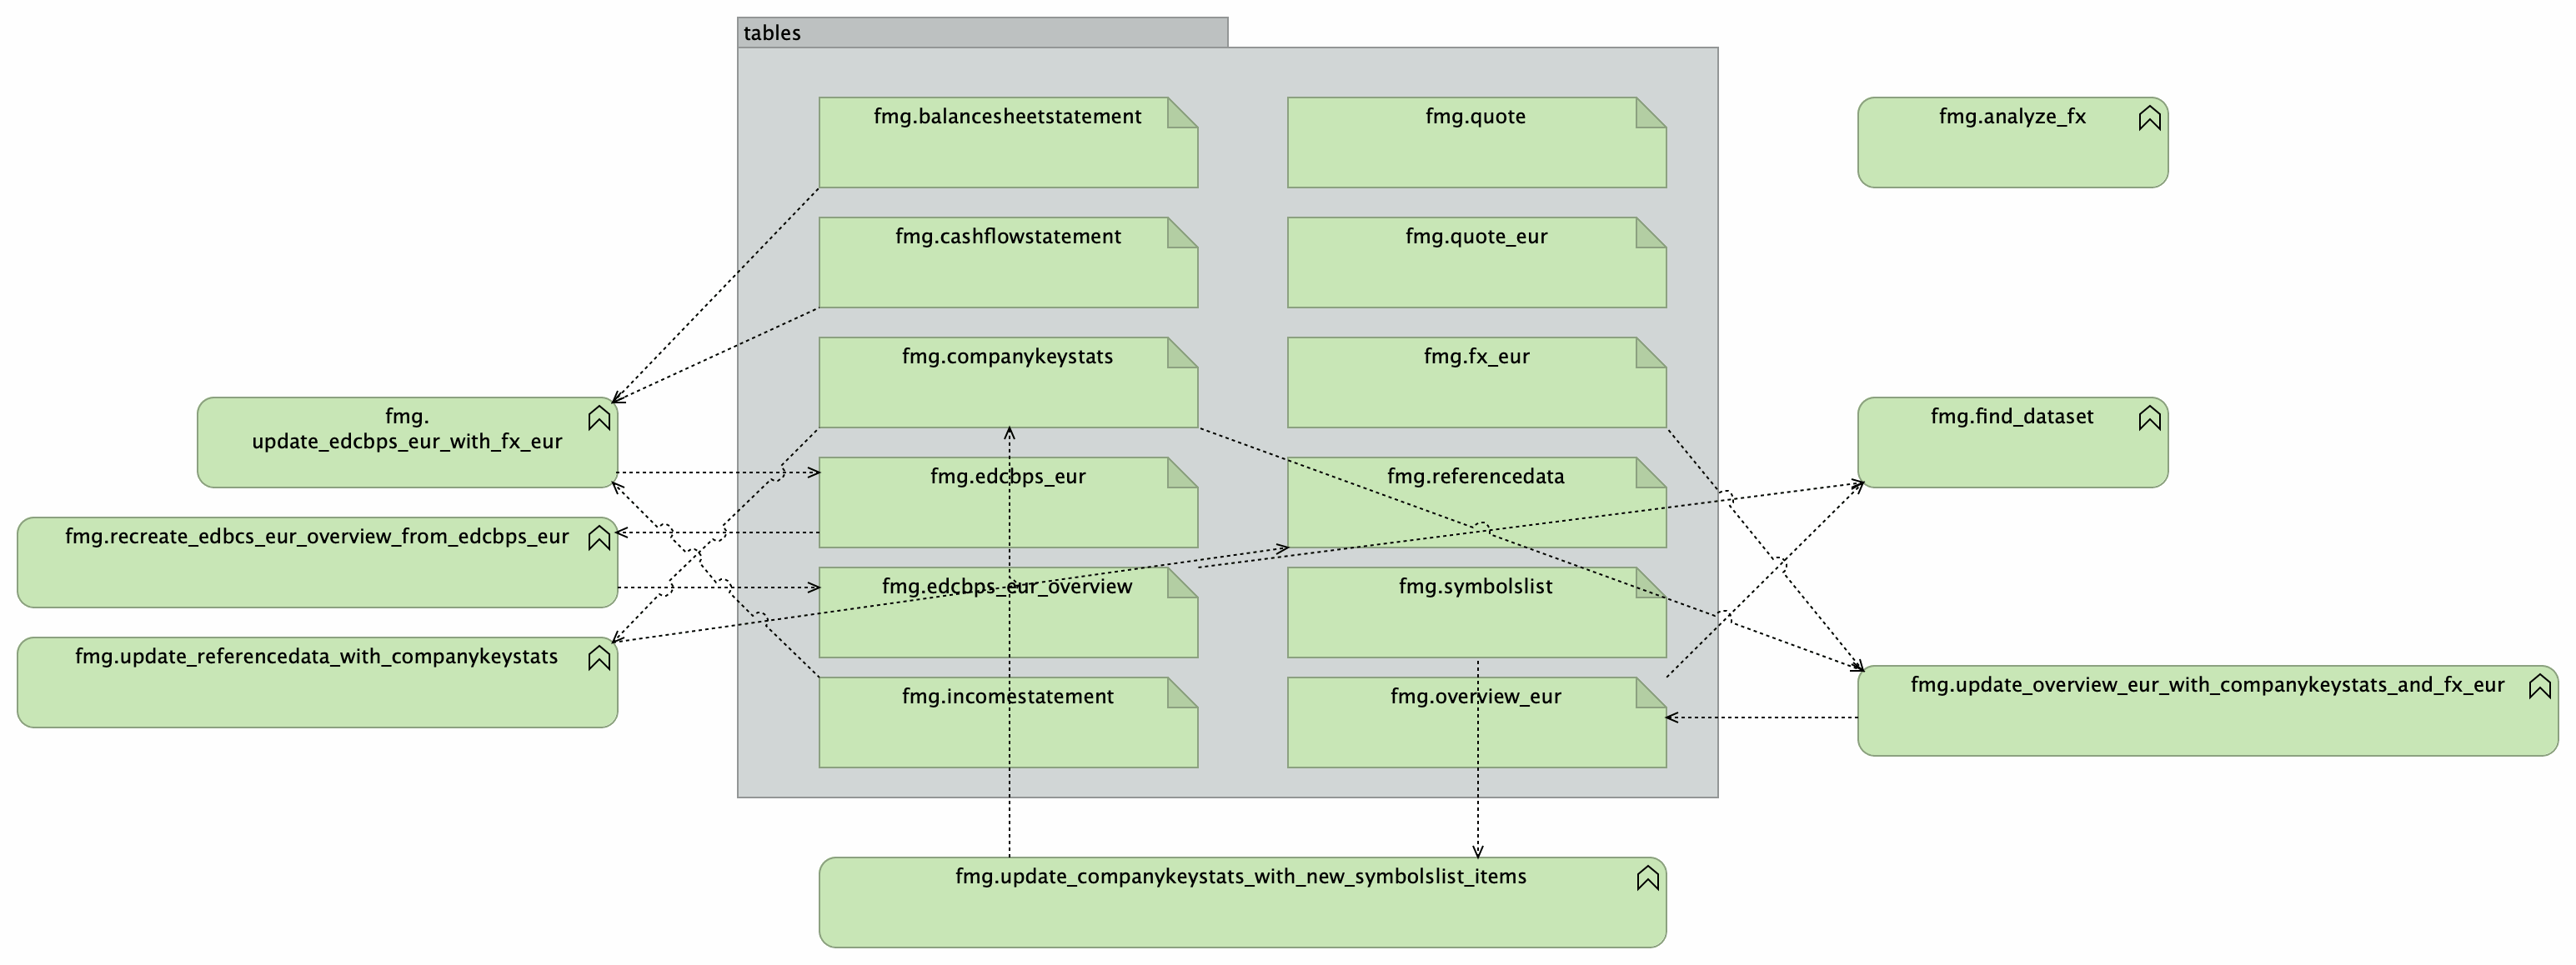 tables
fmg.balancesheetstatement
fmg.quote
fmg.analyze_fx
fmg.cashflowstatement
fmg.quote_eur
fmg.companykeystats
fmg.fx_eur
fmg.
update_edcbps_eur_with_fx_eur
fmg.find_dataset
fmg.edcbps_eur
fmg.referencedata
fmg.recreate_edbcs_eur_overview_from_edcbps_eur
fmg.edcbps_eur_overview
fmg.symbolslist
fmg.update_referencedata_with_companykeystats
fmg.incomestatement
fmg.overview_eur
fmg.update_overview_eur_with_companykeystats_and_fx_eur
fmg.update_companykeystats_with_new_symbolslist_items